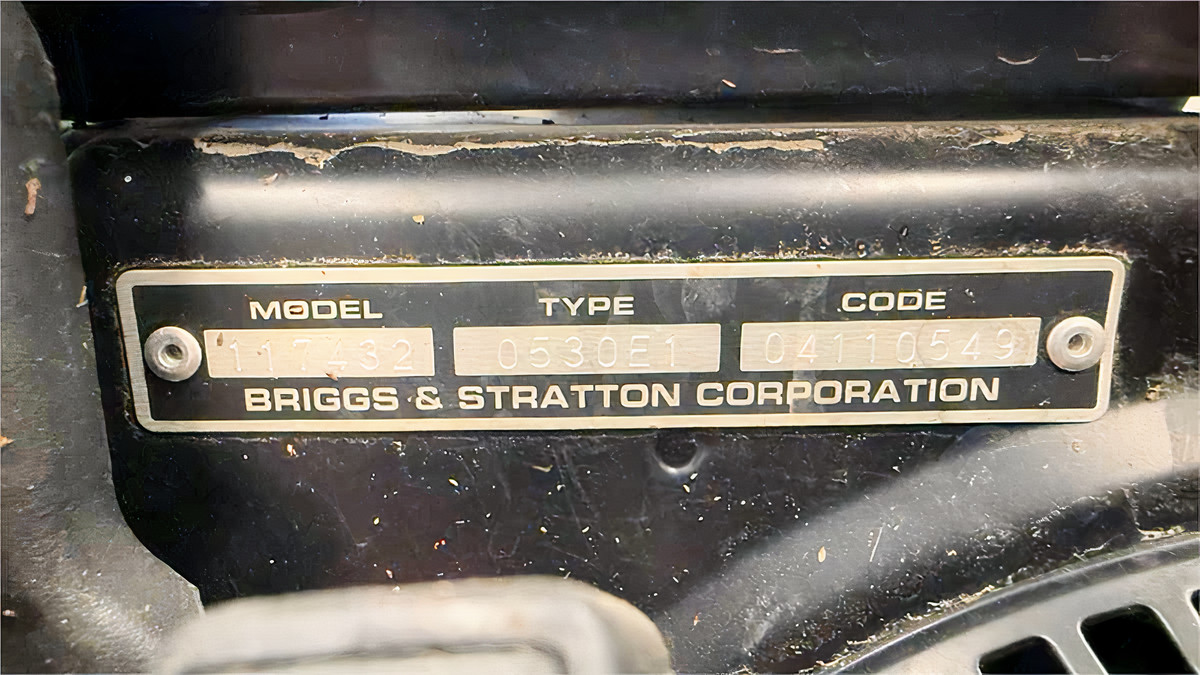 MODEL TYPE CODE
117432 0530E1 04110549
BRIGGS & STRATTON CORPORATION